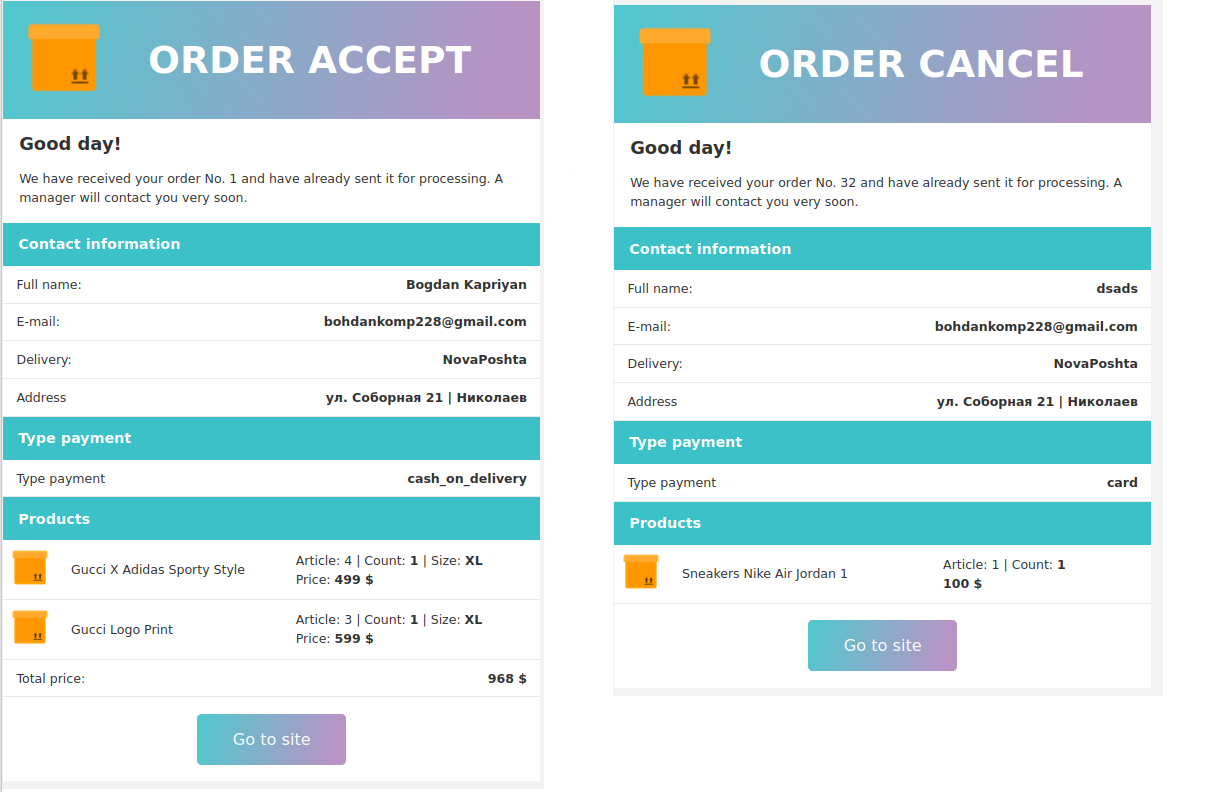 ORDER ACCEPT
Good day!
We have received your order No. 1 and have already sent it for processing. A
manager will contact you very soon.
Contact information
Full name: Bogdan Kapriyan
E-mail: bohdankomp228@gmail.com
Delivery: NovaPoshta
Address ул. Соборная 21 | Николаев
Type payment
Type payment cash_on_delivery
Products
Gucci X Adidas Sporty Style
Article: 4 | Count: 1 | Size: XL
Price: 499 $
Gucci Logo Print
Article: 3 | Count: 1 | Size: XL
Price: 599 $
Total price: 968 $
Go to site
ORDER CANCEL
Good day!
We have received your order No. 32 and have already sent it for processing. A
manager will contact you very soon.
Contact information
Full name: dsads
E-mail: bohdankomp228@gmail.com
Delivery: NovaPoshta
Address ул. Соборная 21 | Николаев
Type payment
Type payment card
Products
Sneakers Nike Air Jordan 1
Article: 1 | Count: 1
100 $
Go to site